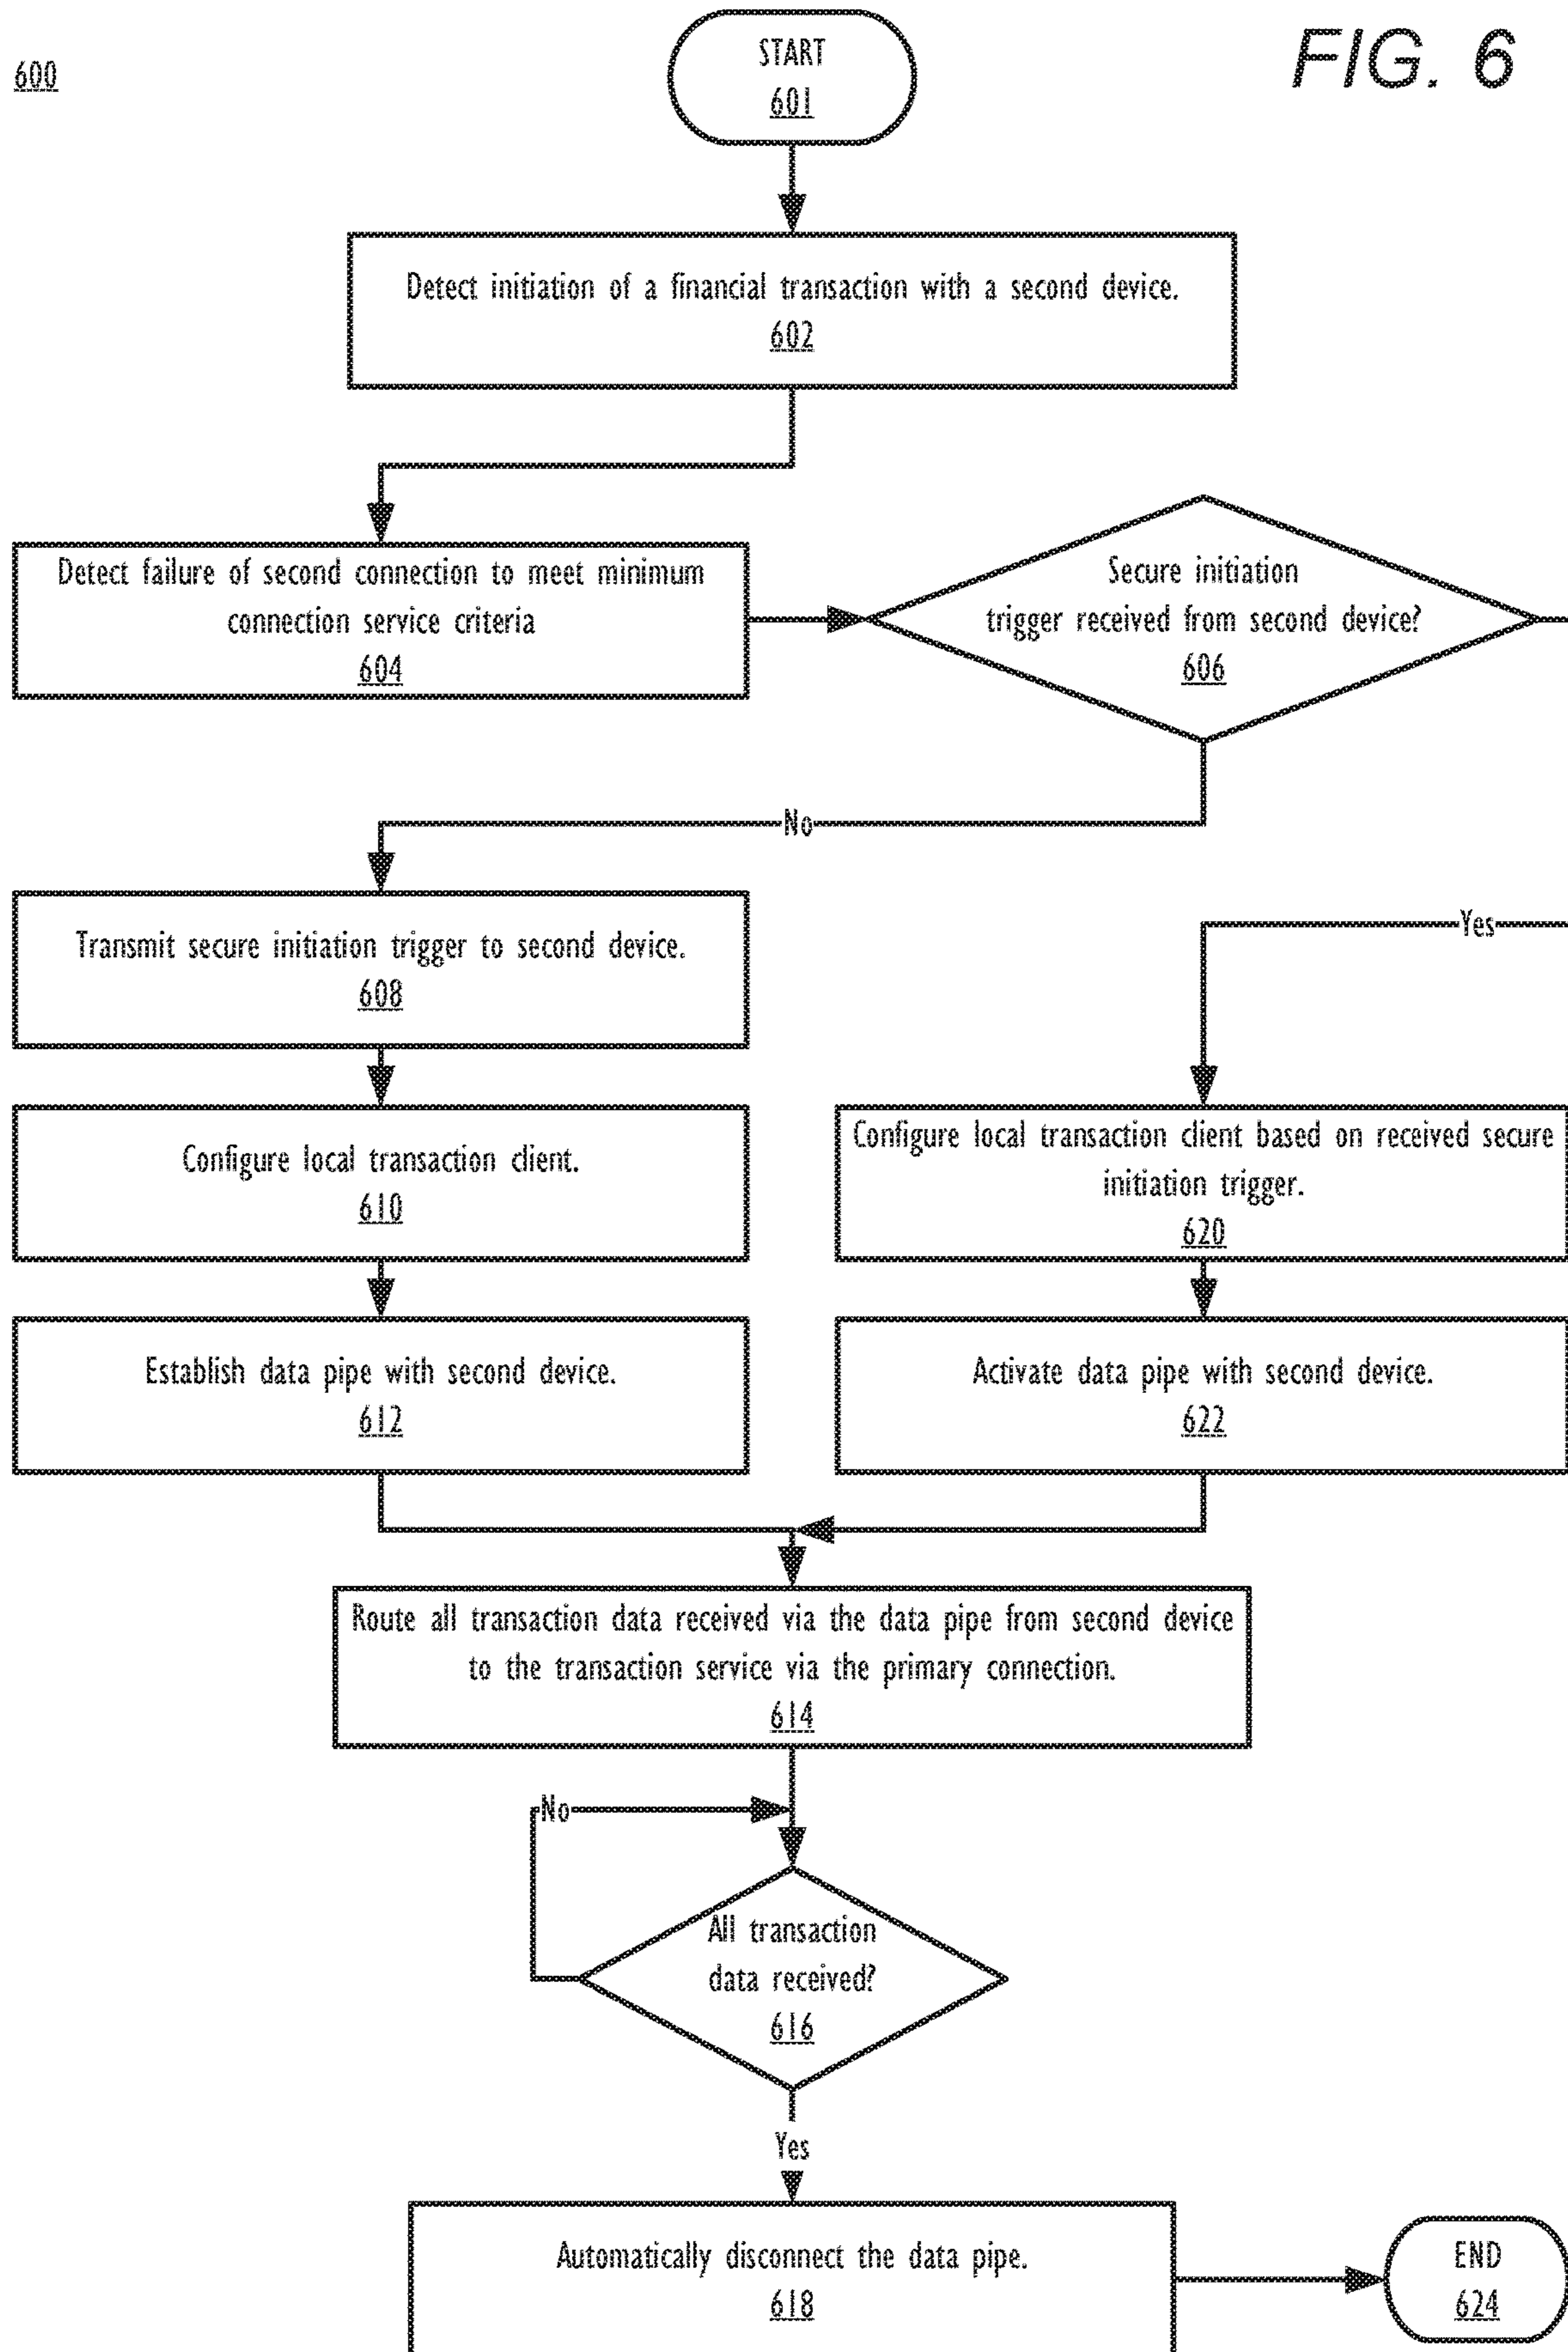 600
START
601
FIG. 6
Detect initiation of a financial transaction with a second device.
602
Detect failure of second connection to meet minimum
connection service criteria
604
Secure initiation
trigger received from second device?
606
No
Transmit secure initiation trigger to second device.
608
Yes
Configure local transaction client.
610
Configure local transaction client based on received secure
initiation trigger.
620
Establish data pipe with second device.
612
Activate data pipe with second device.
622
Route all transaction data received via the data pipe from second device
to the transaction service via the primary connection.
614
No
All transaction
data received?
616
Yes
Automatically disconnect the data pipe.
618
END
624